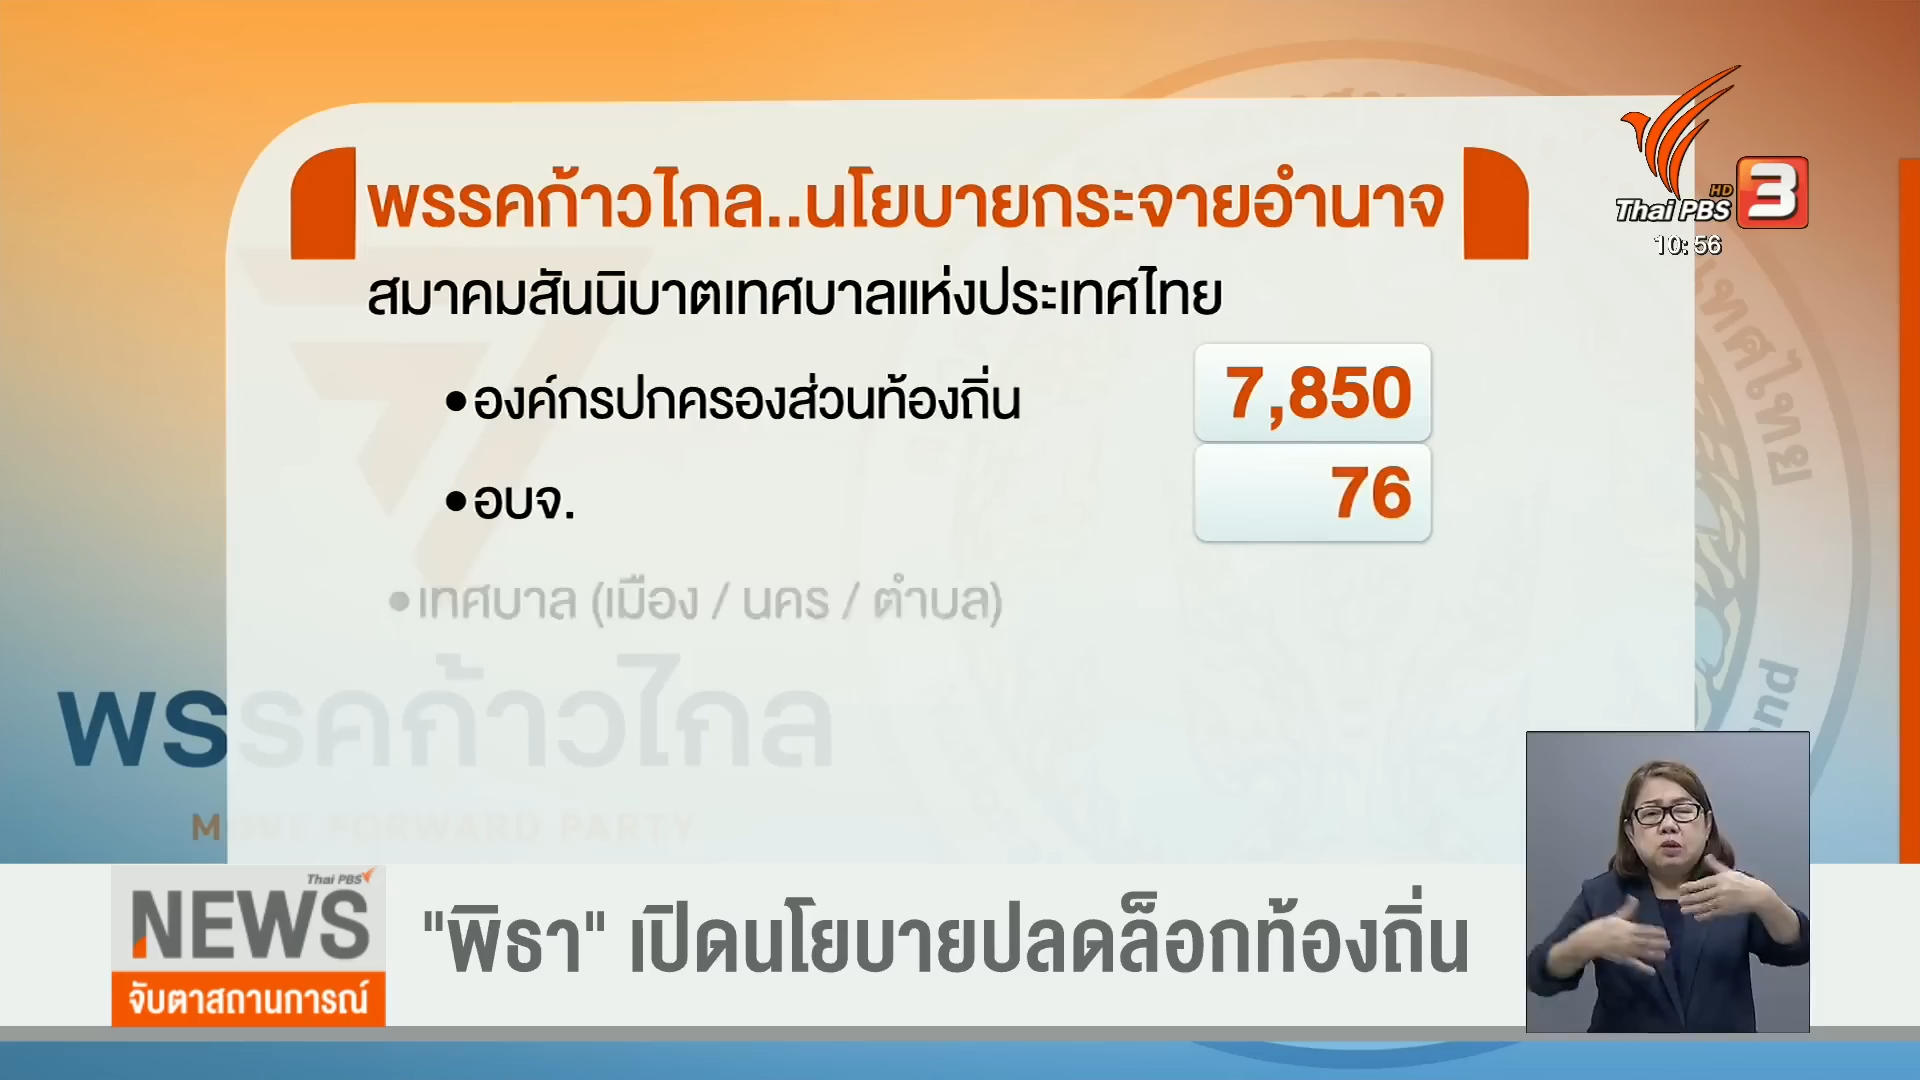 พรรคก้าวไกล..นโยบายกระจายอำนาจ
สมาคมสันนิบาตเทศบาลแห่งประเทศไทย
•องค์กรปกครองส่วนท้องถิ่น 7,850
•อบจ. 76
•เทศบาล (เมือง / นคร / ตำบล)
พรรคก้าวไกล
MOVE FORWARD PARTY
HD
Thai PBS 3
10:56
เทศไทย
and
Thai PBS
NEWS
จับตาสถานการณ์
"พิธา" เปิดนโยบายปลดล็อกท้องถิ่น